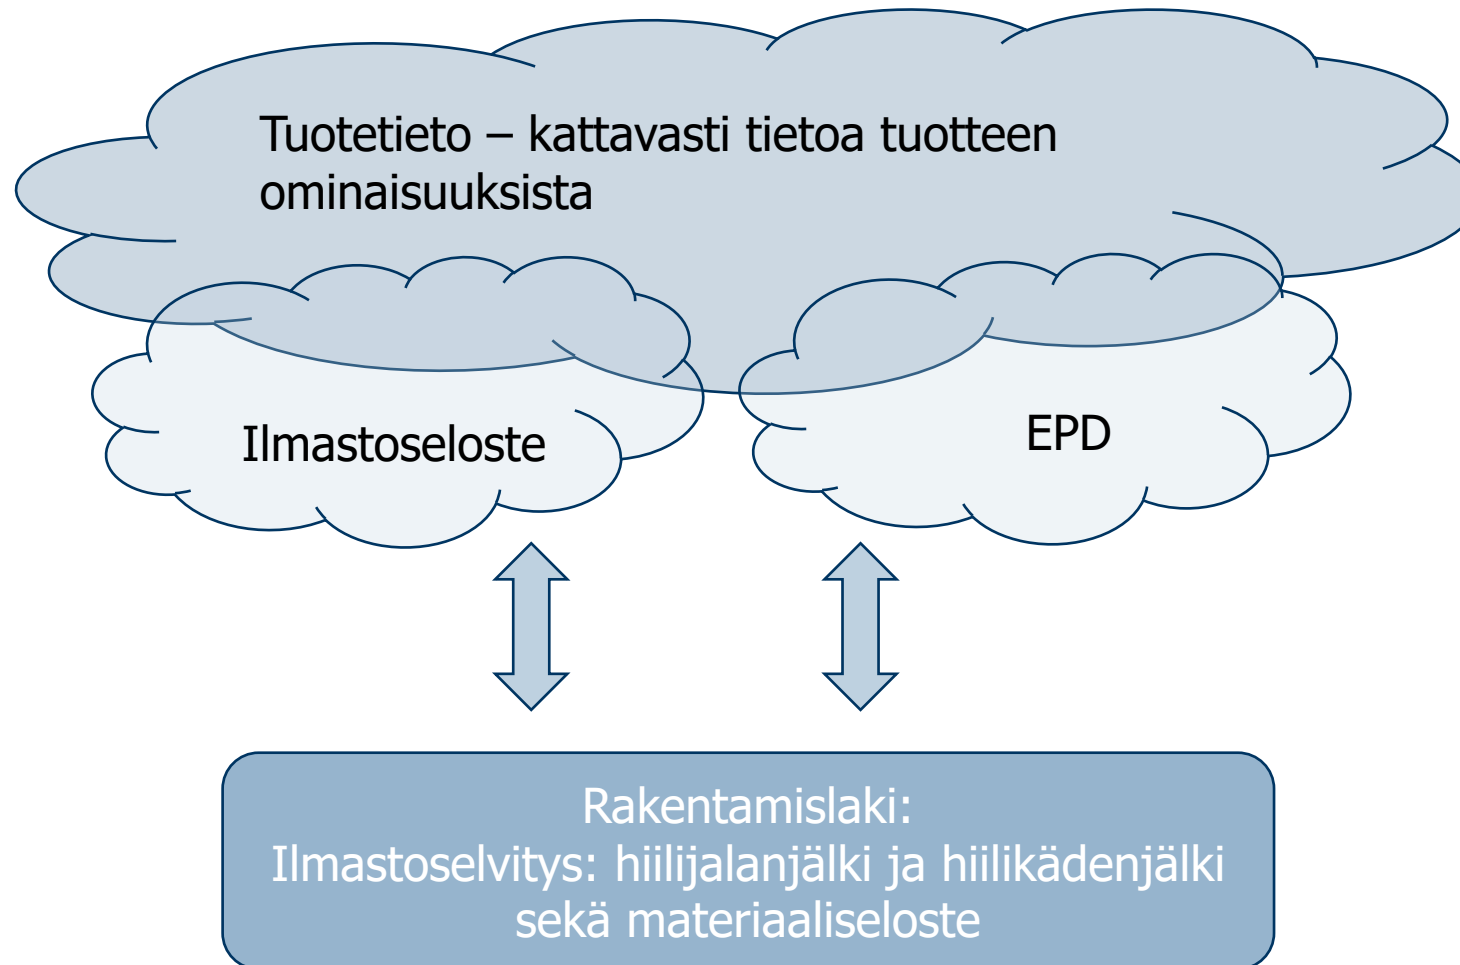 Tuotetieto – kattavasti tietoa tuotteen
ominaisuuksista
Ilmastoseloste
EPD
Rakentamislaki:
Ilmastoselvitys: hiilijalanjälki ja hiilikädenjälki
sekä materiaaliseloste